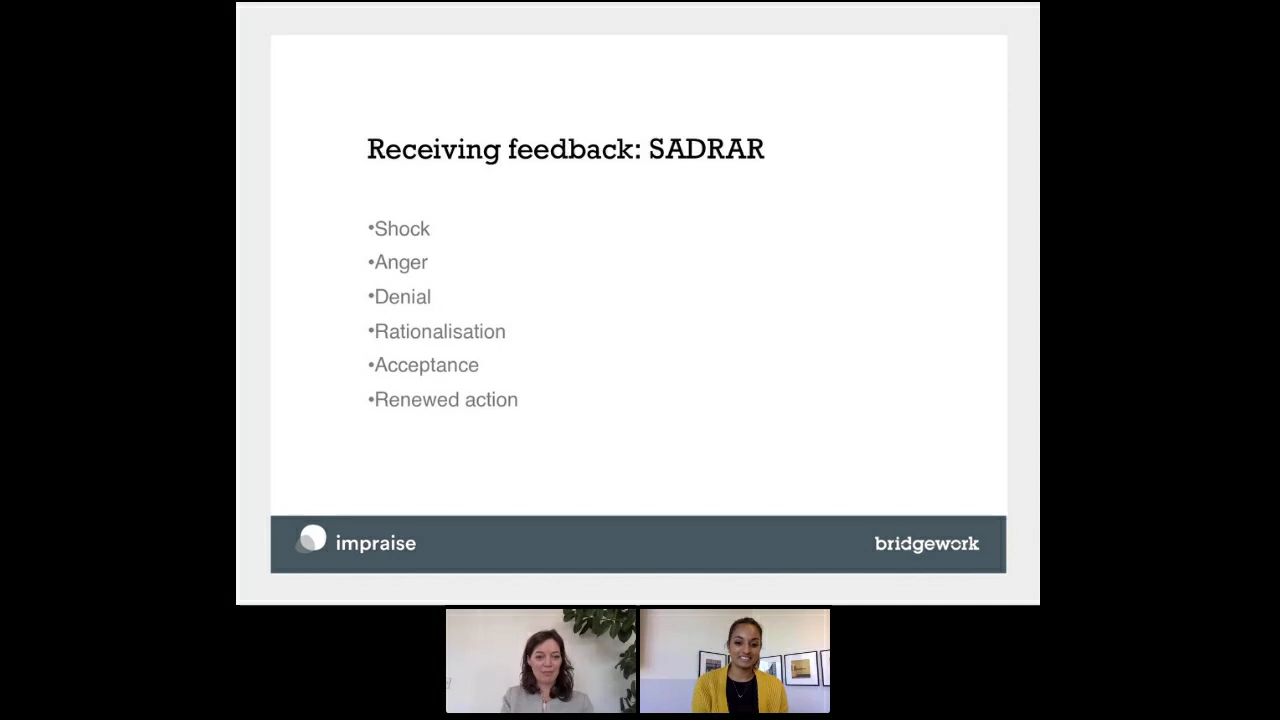 Receiving feedback: SADRAR
•Shock
•Anger
•Denial
•Rationalisation
•Acceptance
•Renewed action
impraise
bridgework